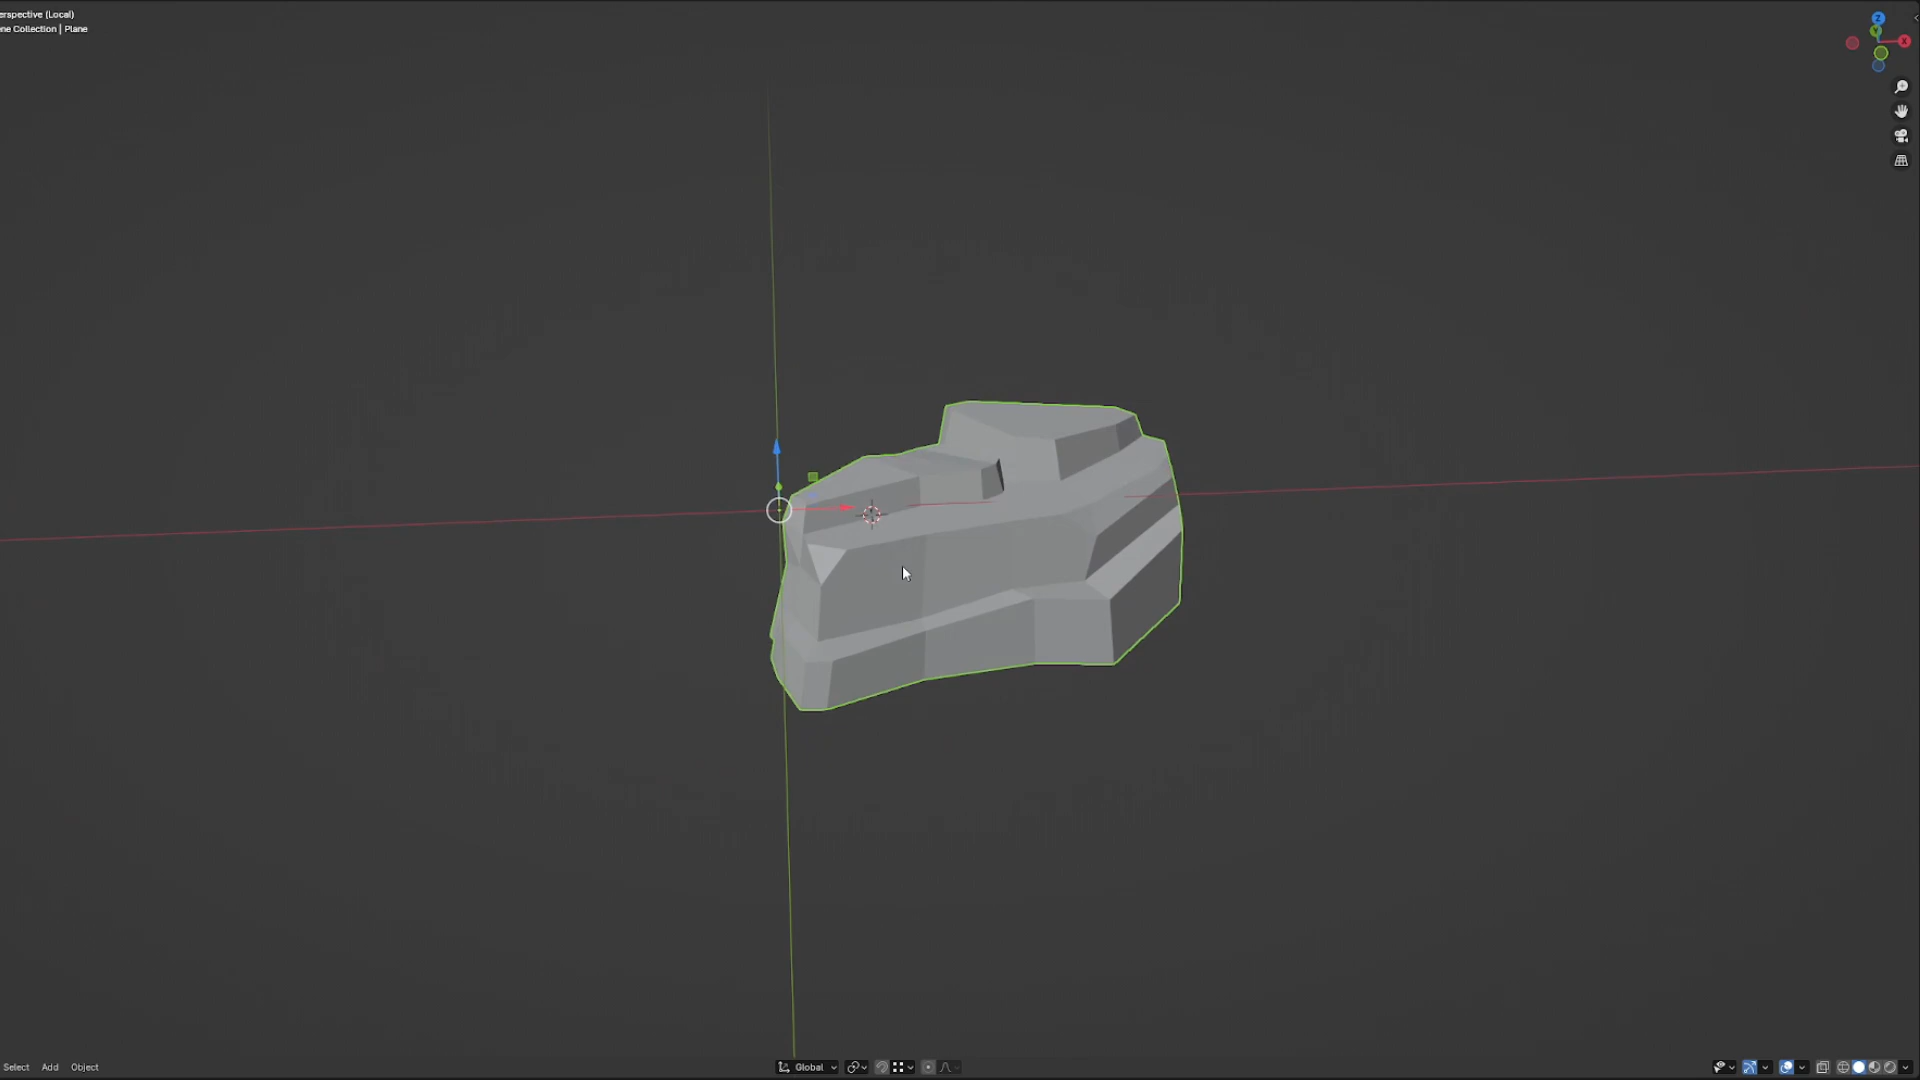 erspective (Local)
ne Collection | Plane
Z
Y
X
Select Add Object
Global